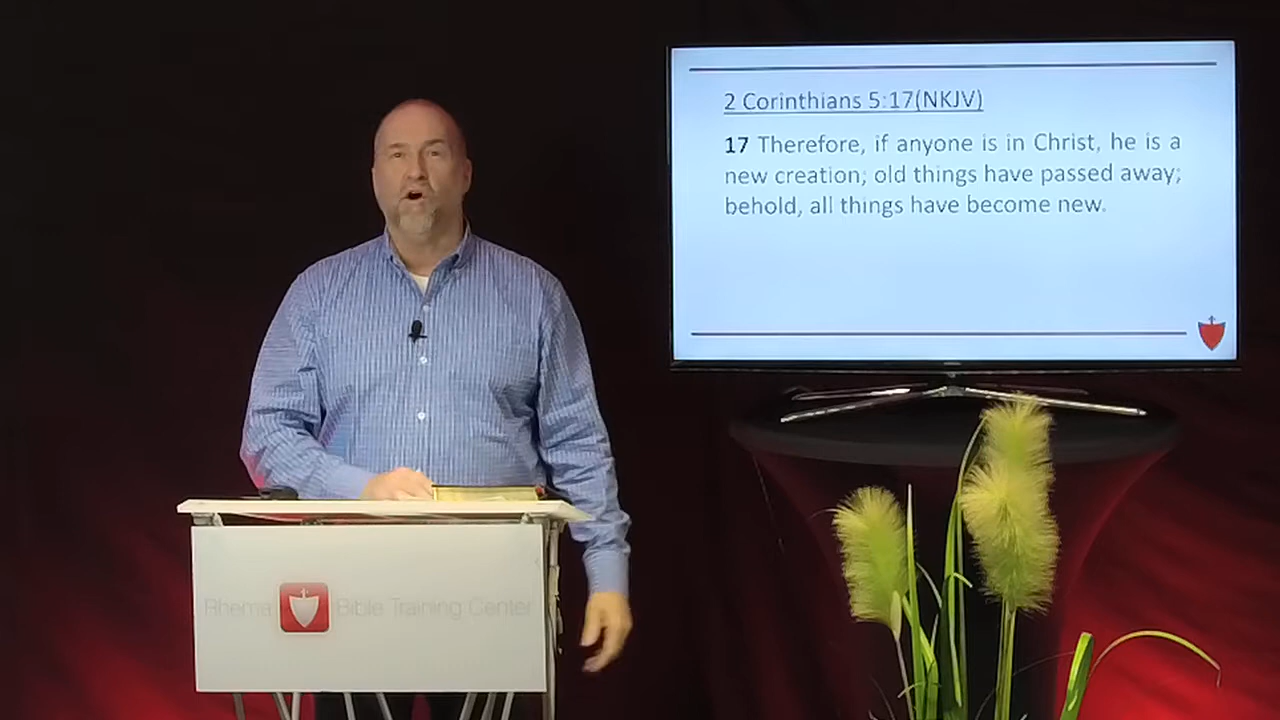 2 Corinthians 5:17(NKJV)
17 Therefore, if anyone is in Christ, he is a
new creation; old things have passed away;
behold, all things have become new.
Rhema Bible Training Center